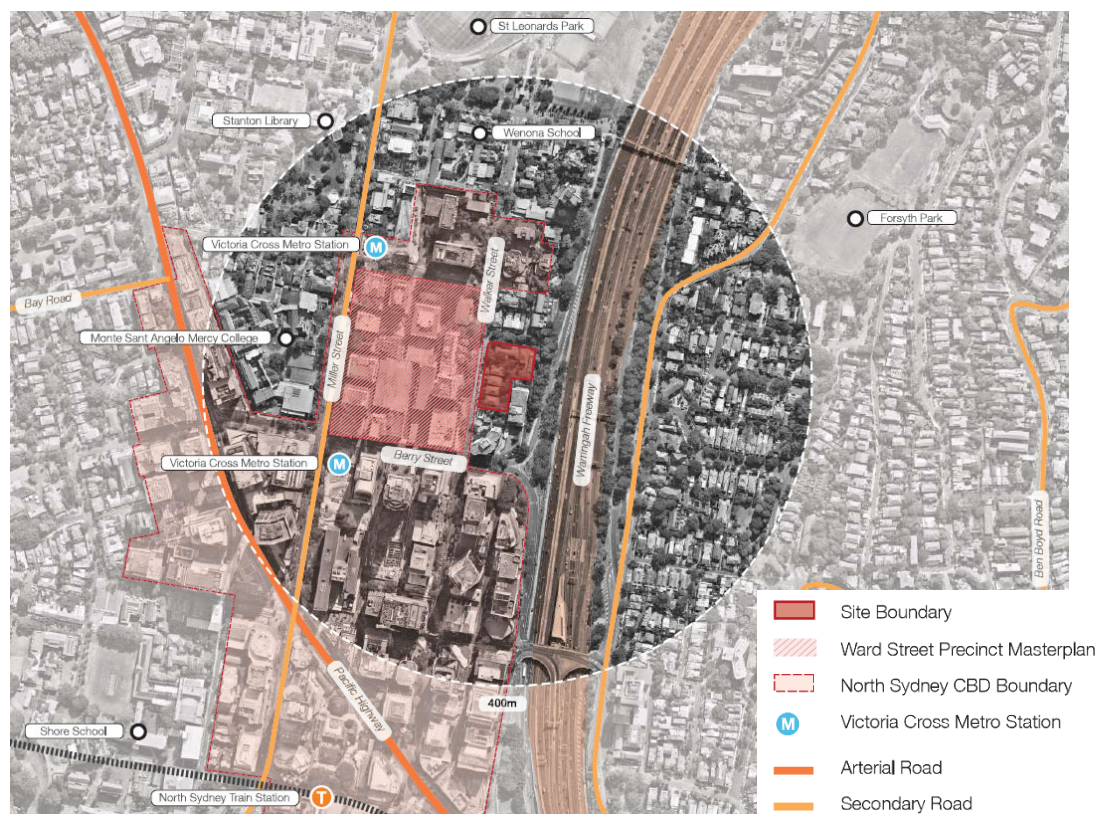 St Leonards Park
Stanton Library
Wenona School
Forsyth Park
Victoria Cross Metro Station
M
Walker Street
Bay Road
Monte Sant Angelo Mercy College
Miller Street
Warringah Freeway
Berry Street
Victoria Cross Metro Station
M
Ben Boyd Road
Pacific Highway
400m
Shore School
North Sydney Train Station
T
Site Boundary
Ward Street Precinct Masterplan
North Sydney CBD Boundary
M
Victoria Cross Metro Station
Arterial Road
Secondary Road